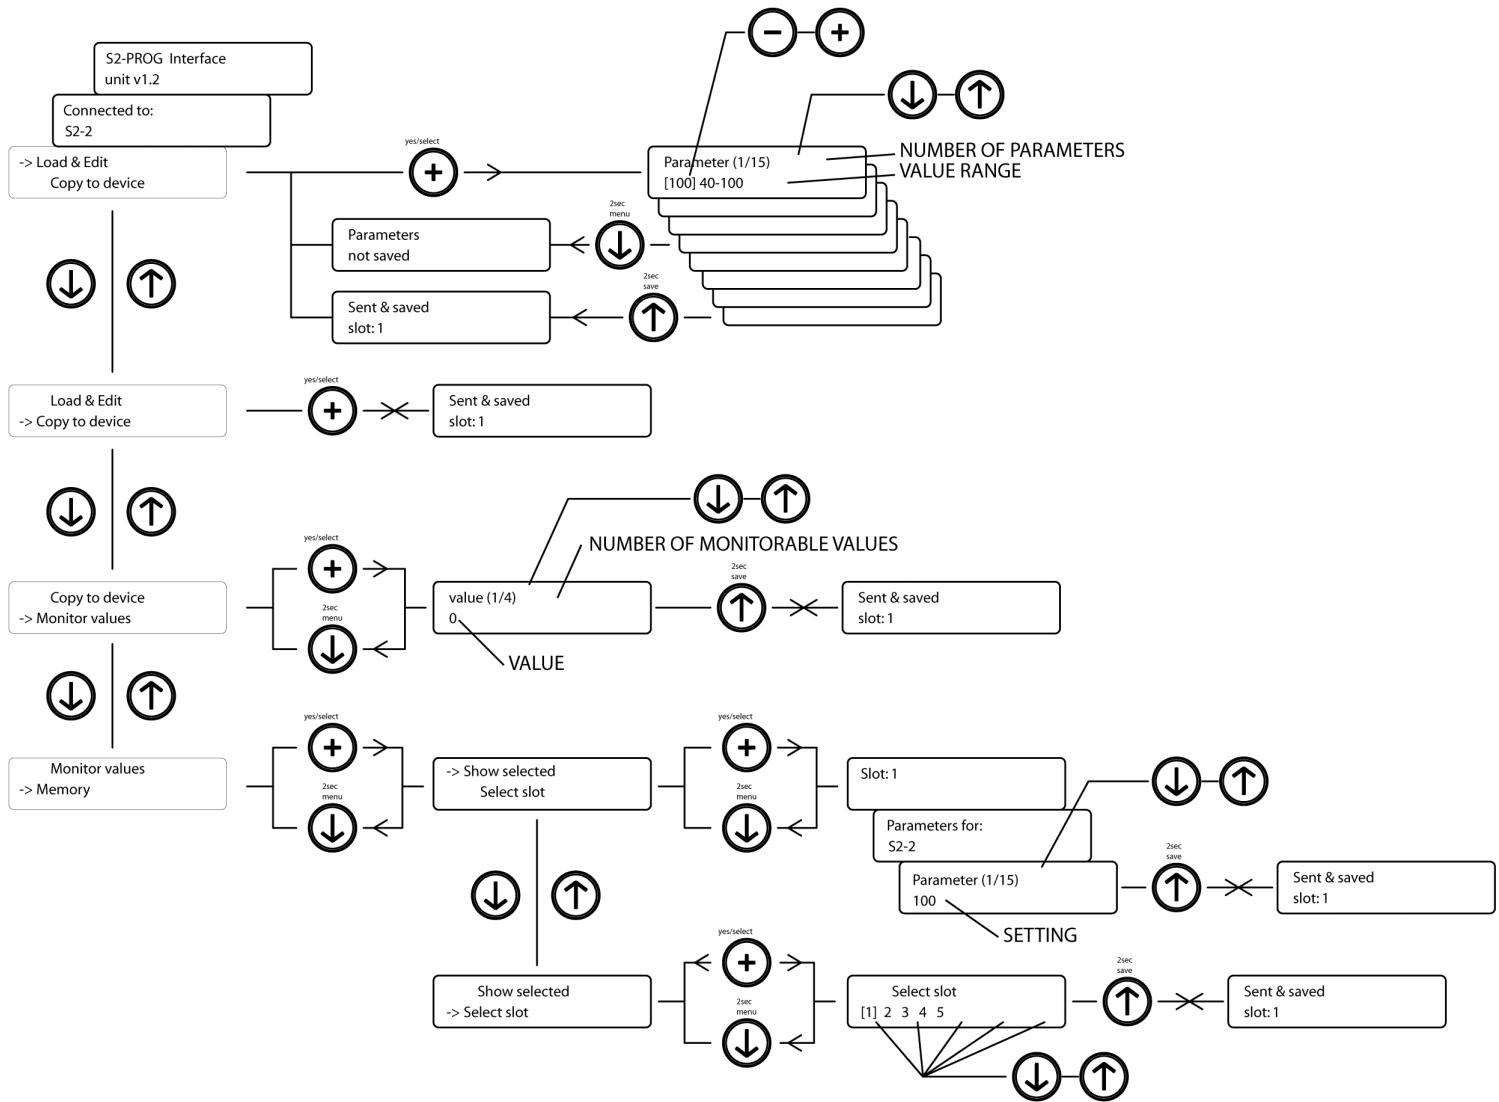 S2-PROG Interface
unit v1.2
Connected to:
S2-2
-> Load & Edit
Copy to device
yes/select
Parameter (1/15)
[100] 40-100
NUMBER OF PARAMETERS
VALUE RANGE
2sec
menu
Parameters
not saved
2sec
save
Sent & saved
slot: 1
Load & Edit
-> Copy to device
yes/select
Sent & saved
slot: 1
NUMBER OF MONITORABLE VALUES
Copy to device
-> Monitor values
yes/select
2sec
menu
value (1/4)
0
VALUE
2sec
save
Sent & saved
slot: 1
Monitor values
-> Memory
yes/select
2sec
menu
-> Show selected
Select slot
yes/select
2sec
menu
Slot: 1
Parameters for:
S2-2
Parameter (1/15)
100
SETTING
2sec
save
Sent & saved
slot: 1
Show selected
-> Select slot
yes/select
2sec
menu
Select slot
[1] 2 3 4 5
2sec
save
Sent & saved
slot: 1